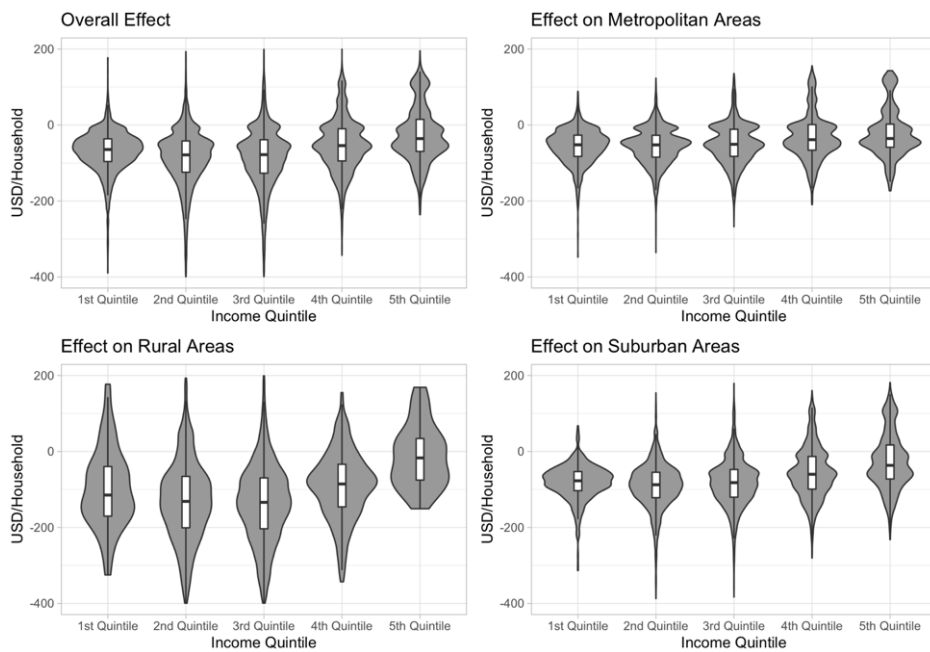 Overall Effect
USD/Household
200
0
-200
-400
1st Quintile 2nd Quintile 3rd Quintile 4th Quintile 5th Quintile
Income Quintile
Effect on Metropolitan Areas
USD/Household
200
0
-200
-400
1st Quintile 2nd Quintile 3rd Quintile 4th Quintile 5th Quintile
Income Quintile
Effect on Rural Areas
USD/Household
200
0
-200
-400
1st Quintile 2nd Quintile 3rd Quintile 4th Quintile 5th Quintile
Income Quintile
Effect on Suburban Areas
USD/Household
200
0
-200
-400
1st Quintile 2nd Quintile 3rd Quintile 4th Quintile 5th Quintile
Income Quintile